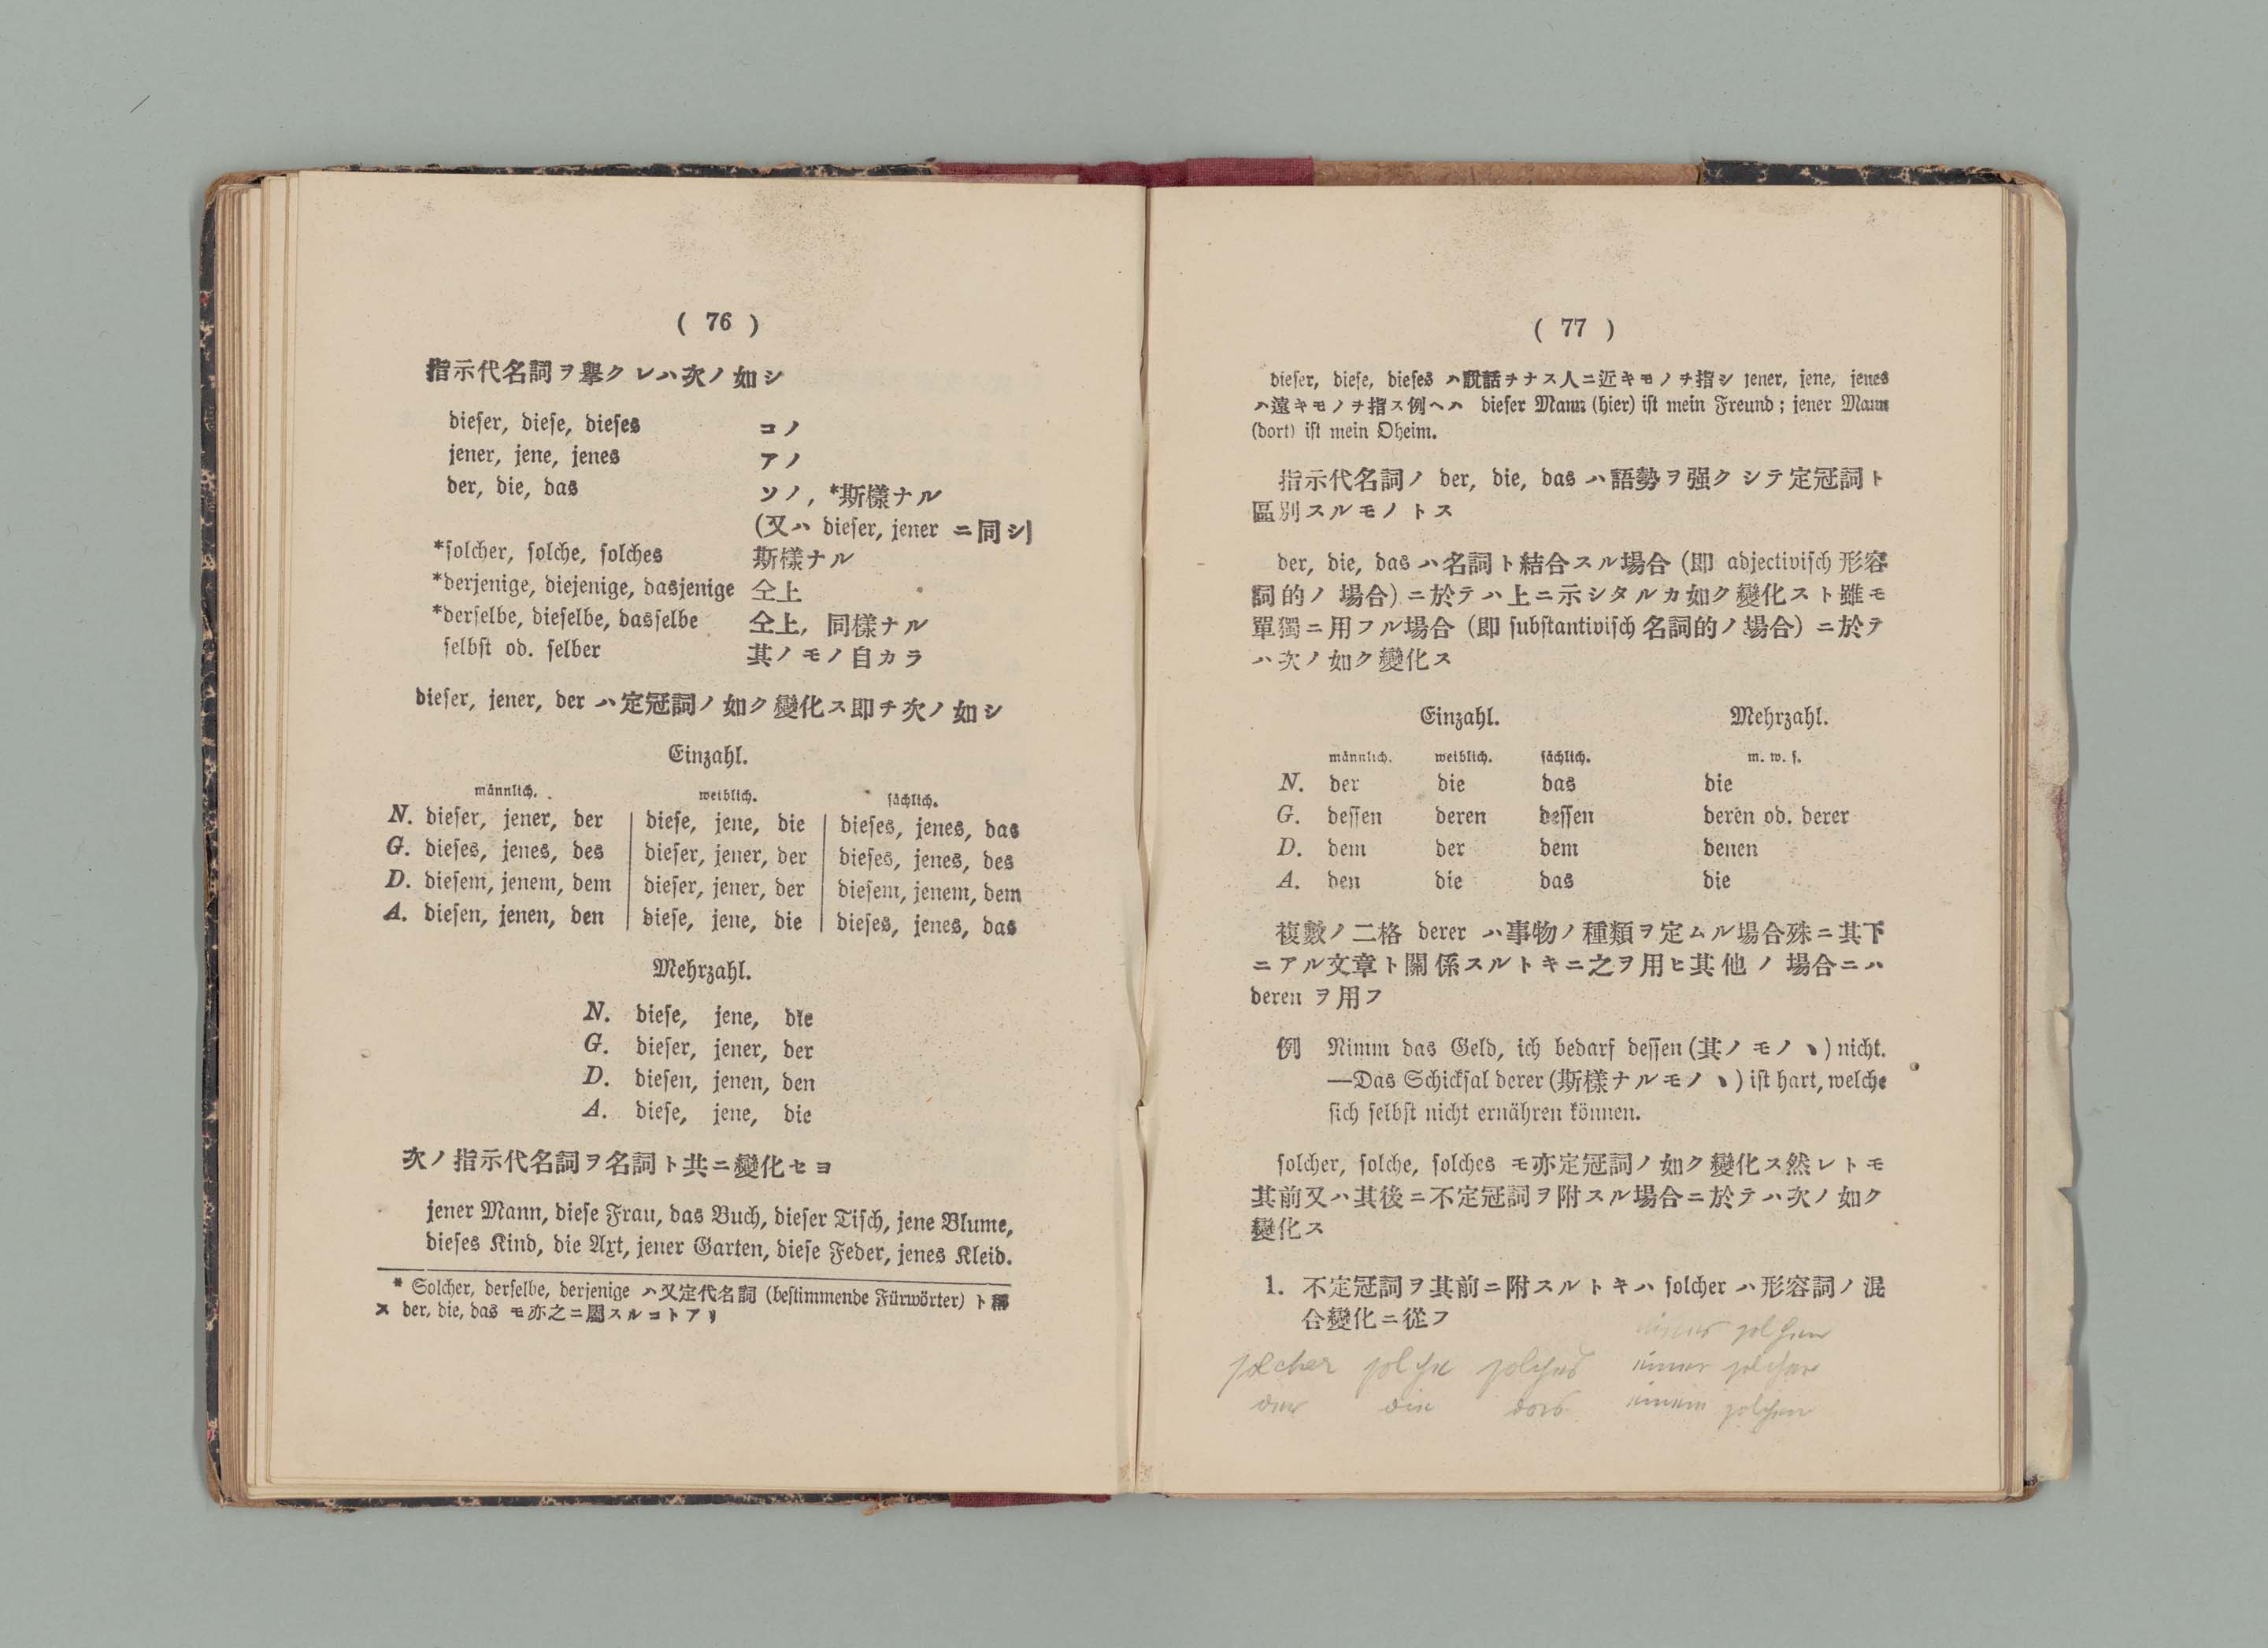 ( 76 )
指示代名詞ヲ擧クレハ次ノ如シ
dieſer, dieſe, dieſes コノ
jener, jene, jenes アノ
der, die, das ソノ, *斯樣ナル
(又ハ dieſer, jener ニ同シ)
*ſolcher, ſolche, ſolches 斯樣ナル
*derjenige, diejenige, dasjenige 仝上
*derſelbe, dieſelbe, dasſelbe 仝上, 同樣ナル
ſelbſt od. ſelber 其ノモノ自カラ
dieſer, jener, der ハ定冠詞ノ如ク變化ス即チ次ノ如シ
Einzahl.
männlich. weiblich. ſächlich.
N. dieſer, jener, der | dieſe, jene, die | dieſes, jenes, das
G. dieſes, jenes, des | dieſer, jener, der | dieſes, jenes, des
D. dieſem, jenem, dem | dieſer, jener, der | dieſem, jenem, dem
A. dieſen, jenen, den | dieſe, jene, die | dieſes, jenes, das
Mehrzahl.
N. dieſe, jene, die
G. dieſer, jener, der
D. dieſen, jenen, den
A. dieſe, jene, die
次ノ指示代名詞ヲ名詞ト共ニ變化セヨ
jener Mann, dieſe Frau, das Buch, dieſer Tiſch, jene Blume,
dieſes Kind, die Axt, jener Garten, dieſe Feder, jenes Kleid.
* Solcher, derſelbe, derjenige ハ又定代名詞 (beſtimmende Fürwörter) ト稱
ス der, die, das モ亦之ニ屬スルコトアリ
( 77 )
dieſer, dieſe, dieſes ハ說話チナス人ニ近キモノチ指シ jener, jene, jenes
ハ遠キモノチ指ス例ヘハ dieſer Mann (hier) iſt mein Freund; jener Mann
(dort) iſt mein Oheim.
指示代名詞ノ der, die, das ハ語勢ヲ强クシテ定冠詞ト
區別スルモノトス
der, die, das ハ名詞ト結合スル場合 (即 adjectiviſch 形容
詞的ノ場合) ニ於テハ上ニ示シタルカ如ク變化スト雖モ
單獨ニ用フル場合 (即 ſubſtantiviſch 名詞的ノ場合) ニ於テ
ハ次ノ如ク變化ス
Einzahl. Mehrzahl.
männlich. weiblich. ſächlich. m. w. ſ.
N. der die das die
G. deſſen deren deſſen deren od. derer
D. dem der dem denen
A. den die das die
複數ノ二格 derer ハ事物ノ種類ヲ定ムル場合殊ニ其下
ニアル文章ト關係スルトキニ之ヲ用ヒ其他ノ場合ニハ
deren ヲ用フ
例 Nimm das Geld, ich bedarf deſſen (其ノモノヽ) nicht.
—Das Schickſal derer (斯樣ナルモノヽ) iſt hart, welche
ſich ſelbſt nicht ernähren können.
ſolcher, ſolche, ſolches モ亦定冠詞ノ如ク變化ス然レトモ
其前又ハ其後ニ不定冠詞ヲ附スル場合ニ於テハ次ノ如ク
變化ス
1. 不定冠詞ヲ其前ニ附スルトキハ ſolcher ハ形容詞ノ混
合變化ニ從フ
eines solchen
solcher solche solches einer solchen
der die das einem solchen